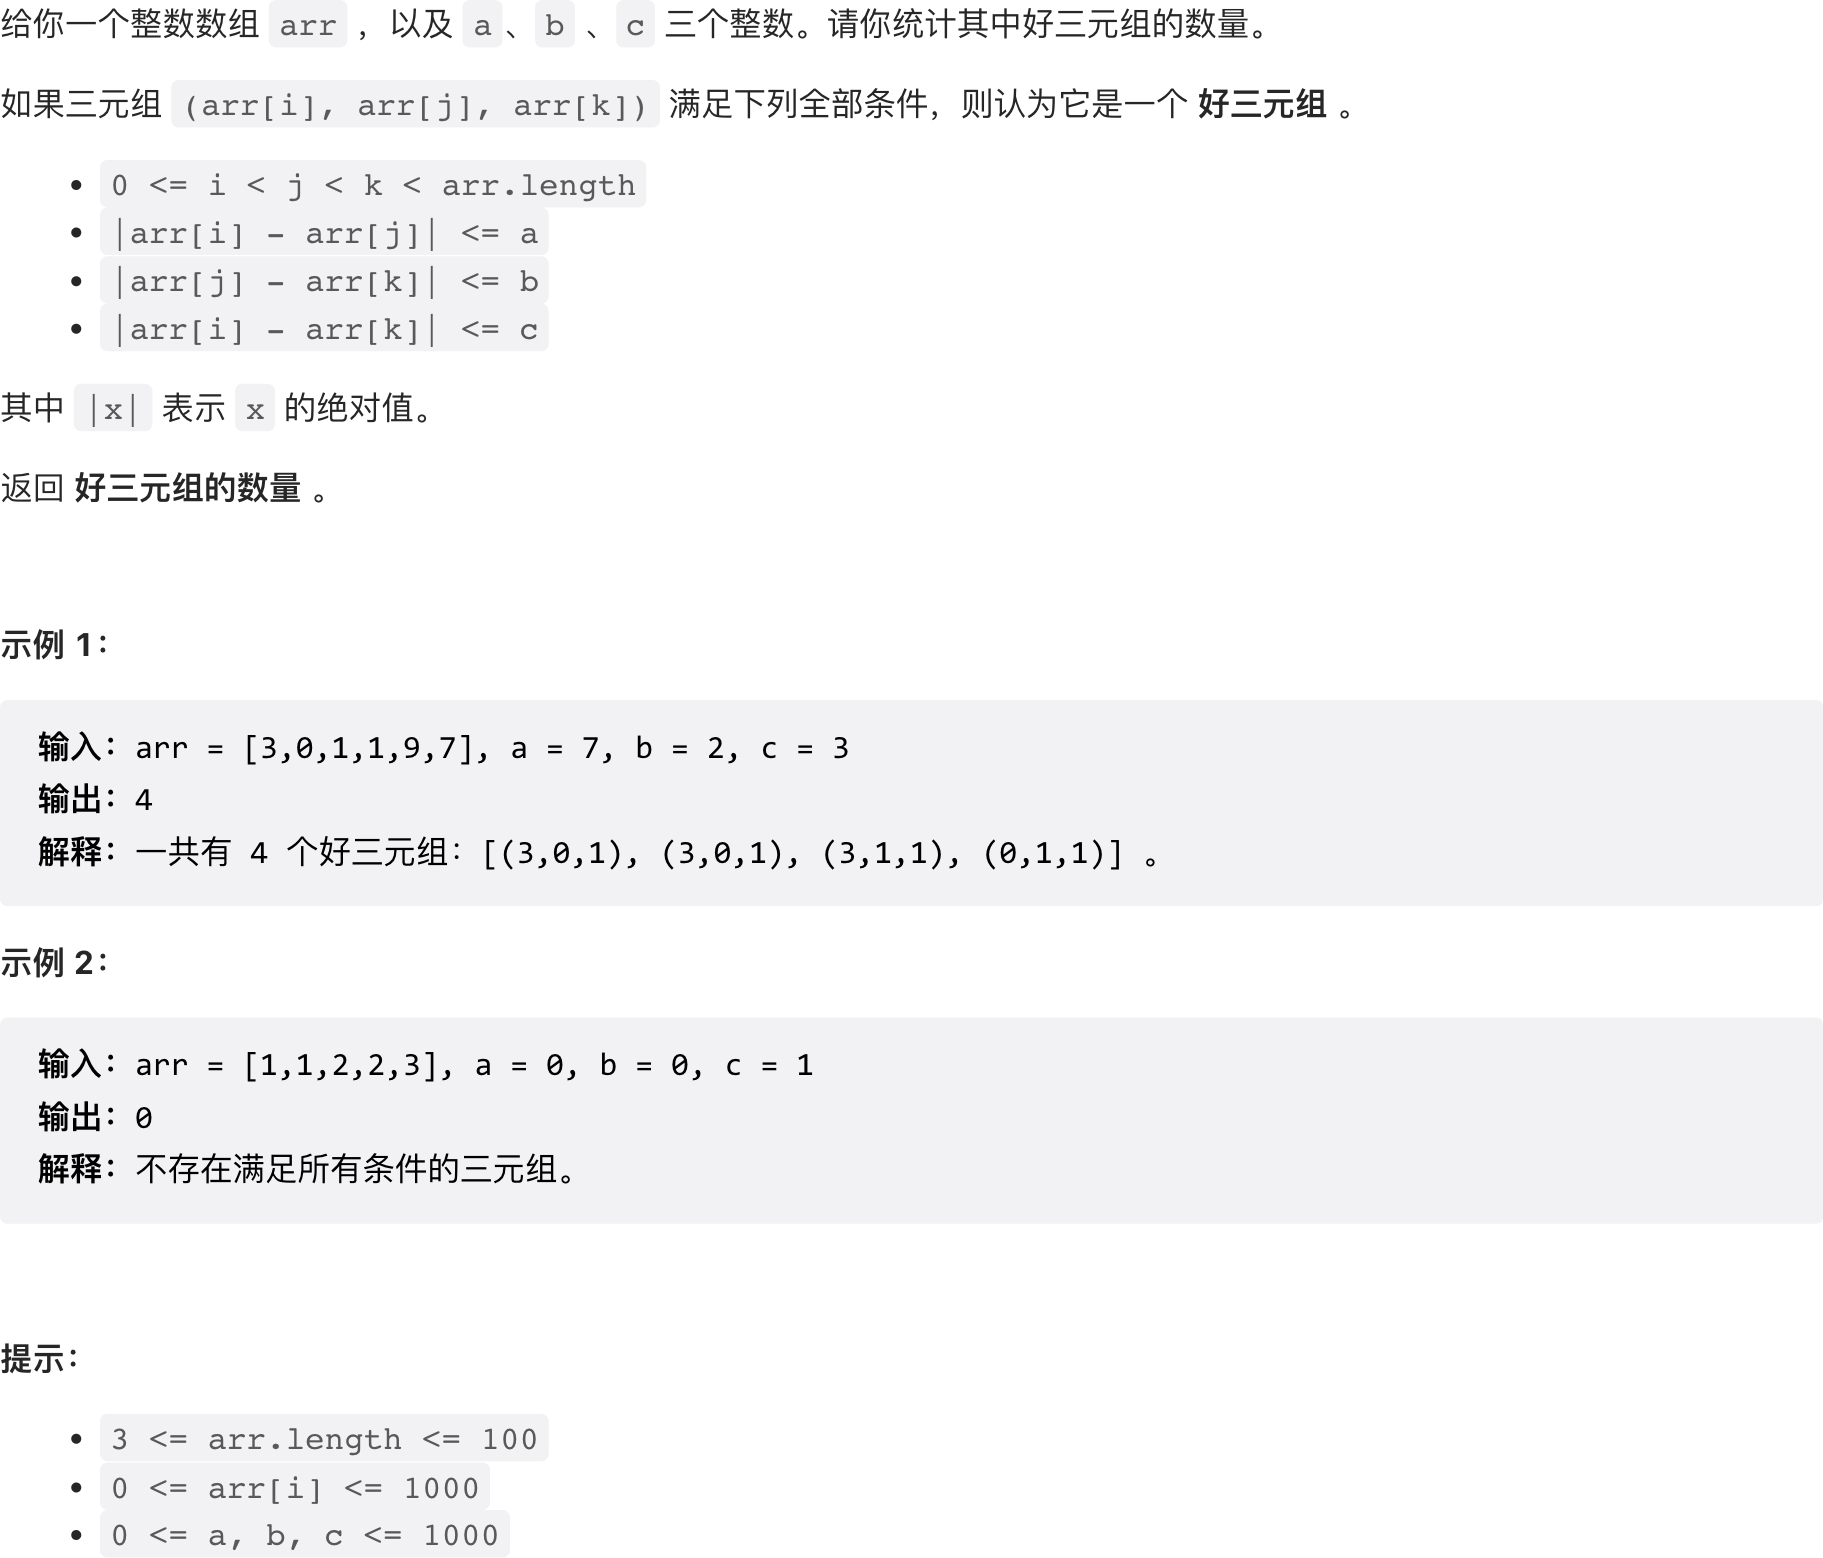 给你一个整数数组 arr ，以及 a、b 、c 三个整数。请你统计其中好三元组的数量。
如果三元组 (arr[i], arr[j], arr[k]) 满足下列全部条件，则认为它是一个 好三元组 。
• 0 <= i < j < k < arr.length
• |arr[i] - arr[j]| <= a
• |arr[j] - arr[k]| <= b
• |arr[i] - arr[k]| <= c
其中 |x| 表示 x 的绝对值。
返回 好三元组的数量 。
示例 1：
输入：arr = [3,0,1,1,9,7], a = 7, b = 2, c = 3
输出：4
解释：一共有 4 个好三元组：[(3,0,1), (3,0,1), (3,1,1), (0,1,1)] 。
示例 2：
输入：arr = [1,1,2,2,3], a = 0, b = 0, c = 1
输出：0
解释：不存在满足所有条件的三元组。
提示：
• 3 <= arr.length <= 100
• 0 <= arr[i] <= 1000
• 0 <= a, b, c <= 1000